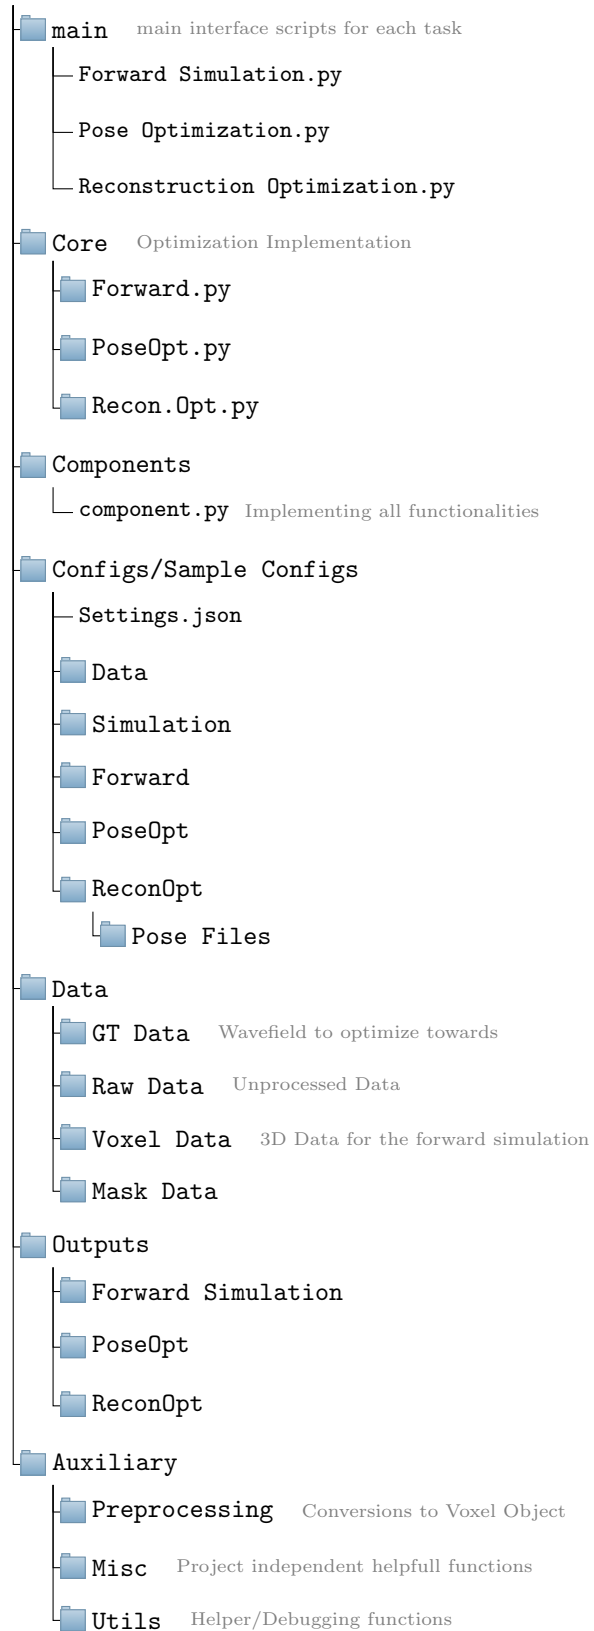 main main interface scripts for each task
Forward Simulation.py
Pose Optimization.py
Reconstruction Optimization.py
Core Optimization Implementation
Forward.py
PoseOpt.py
Recon.Opt.py
Components
component.py Implementing all functionalities
Configs/Sample Configs
Settings.json
Data
Simulation
Forward
PoseOpt
ReconOpt
Pose Files
Data
GT Data Wavefield to optimize towards
Raw Data Unprocessed Data
Voxel Data 3D Data for the forward simulation
Mask Data
Outputs
Forward Simulation
PoseOpt
ReconOpt
Auxiliary
Preprocessing Conversions to Voxel Object
Misc Project independent helpfull functions
Utils Helper/Debugging functions